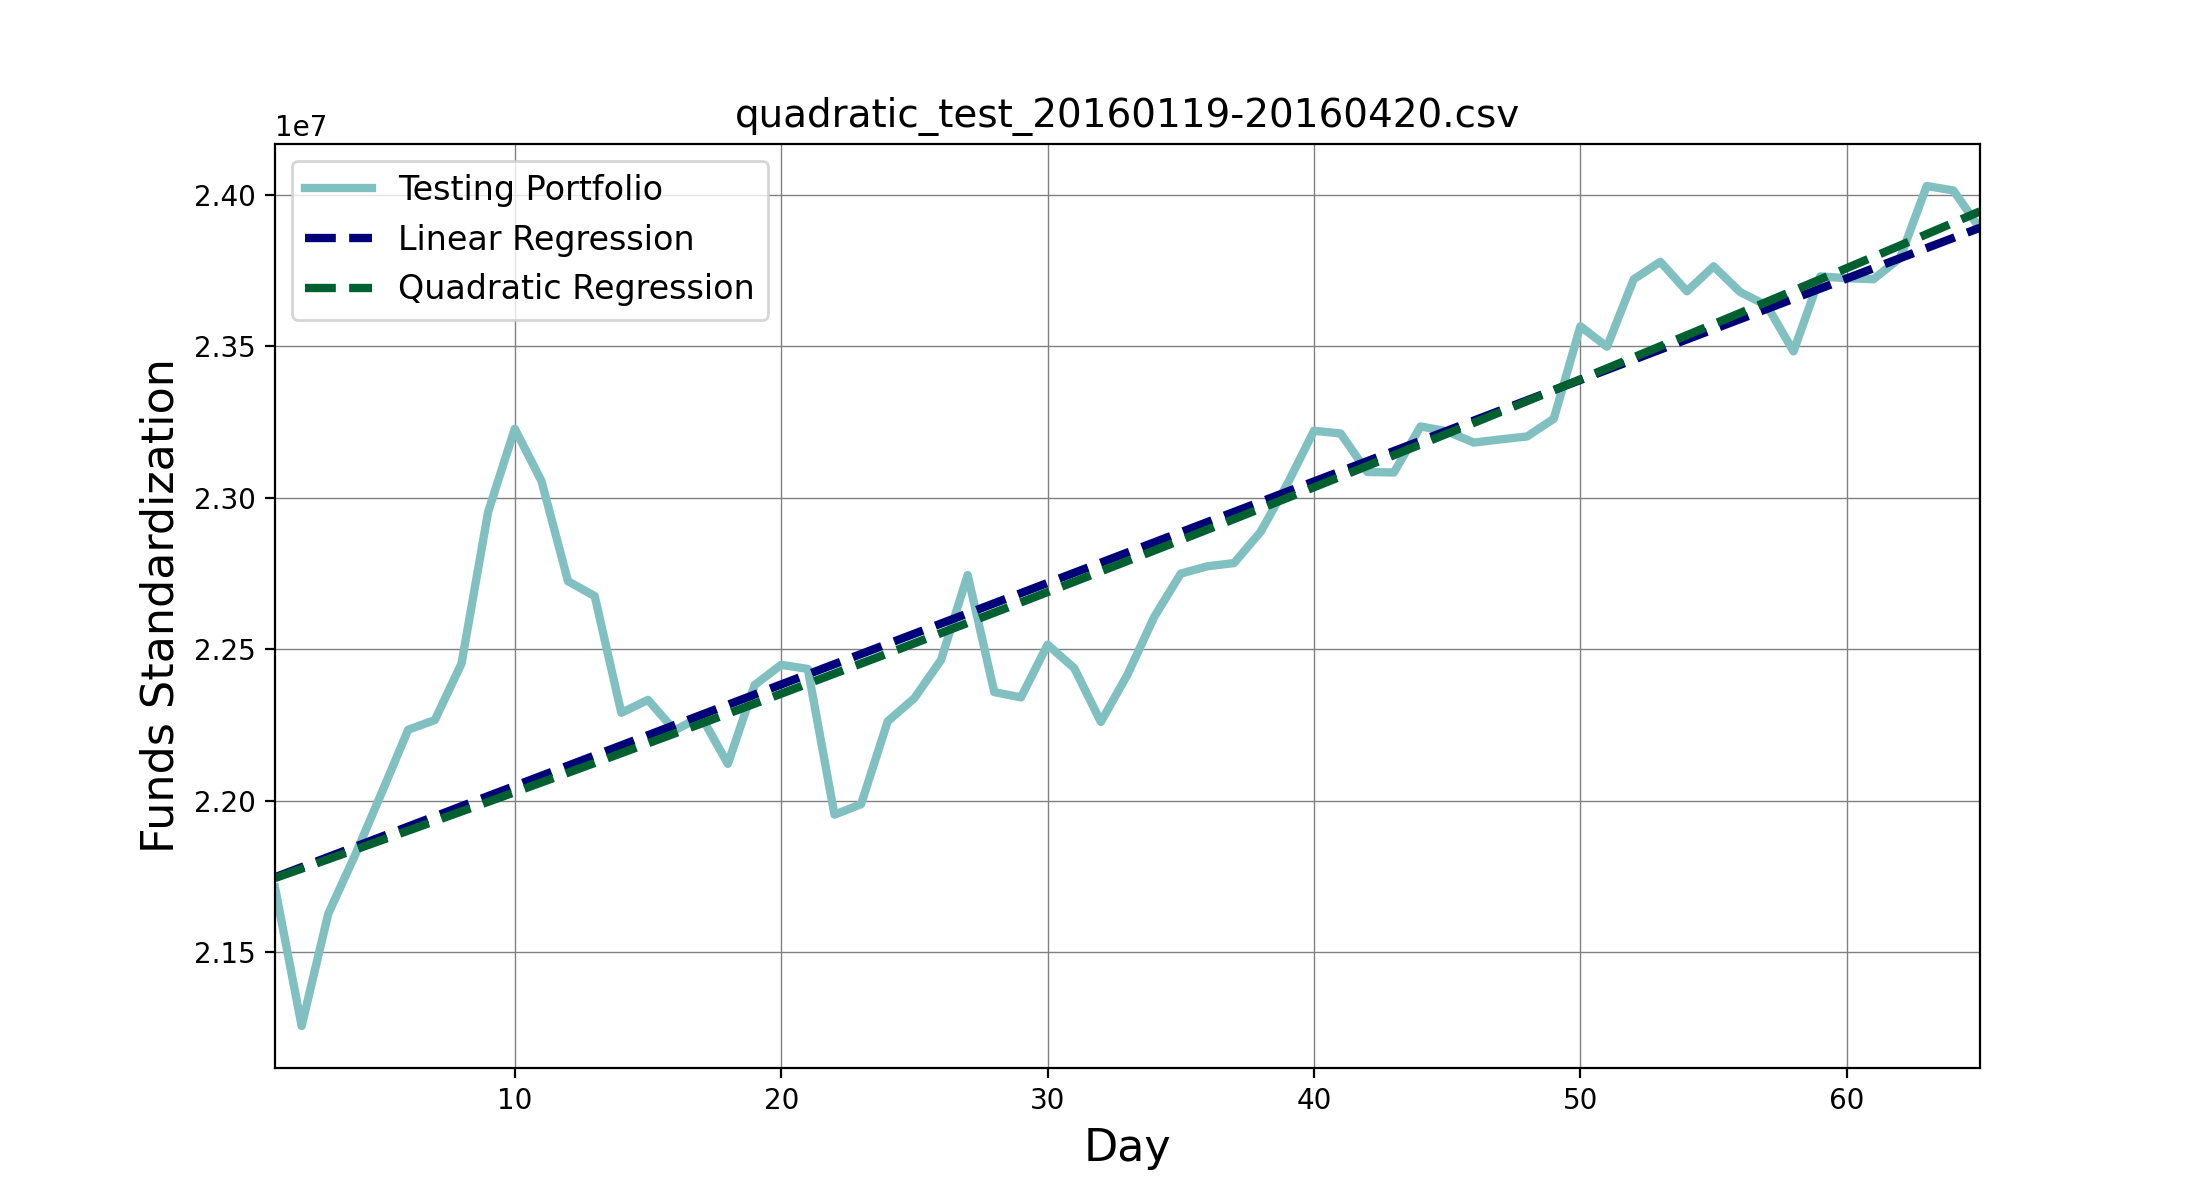 quadratic_test_20160119-20160420.csv
1e7
Testing Portfolio
Linear Regression
Quadratic Regression
2.40
2.35
2.30
2.25
2.20
2.15
Funds Standardization
10 20 30 40 50 60
Day